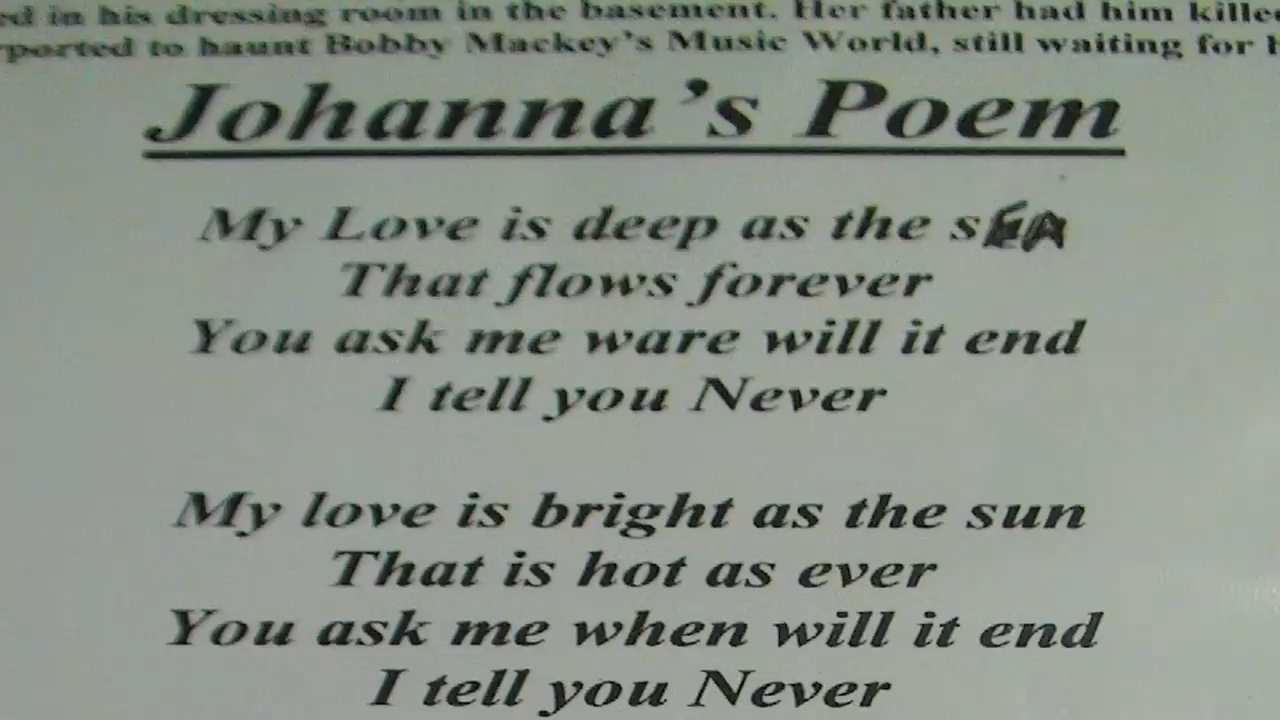 in his dressing room in the basement. Her father had him
to haunt Bobby Mackey's Music World, still waiting for
Johanna's Poem
My Love is deep as the sEA
That flows forever
You ask me ware will it end
I tell you Never
My love is bright as the sun
That is hot as ever
You ask me when will it end
I tell you Never